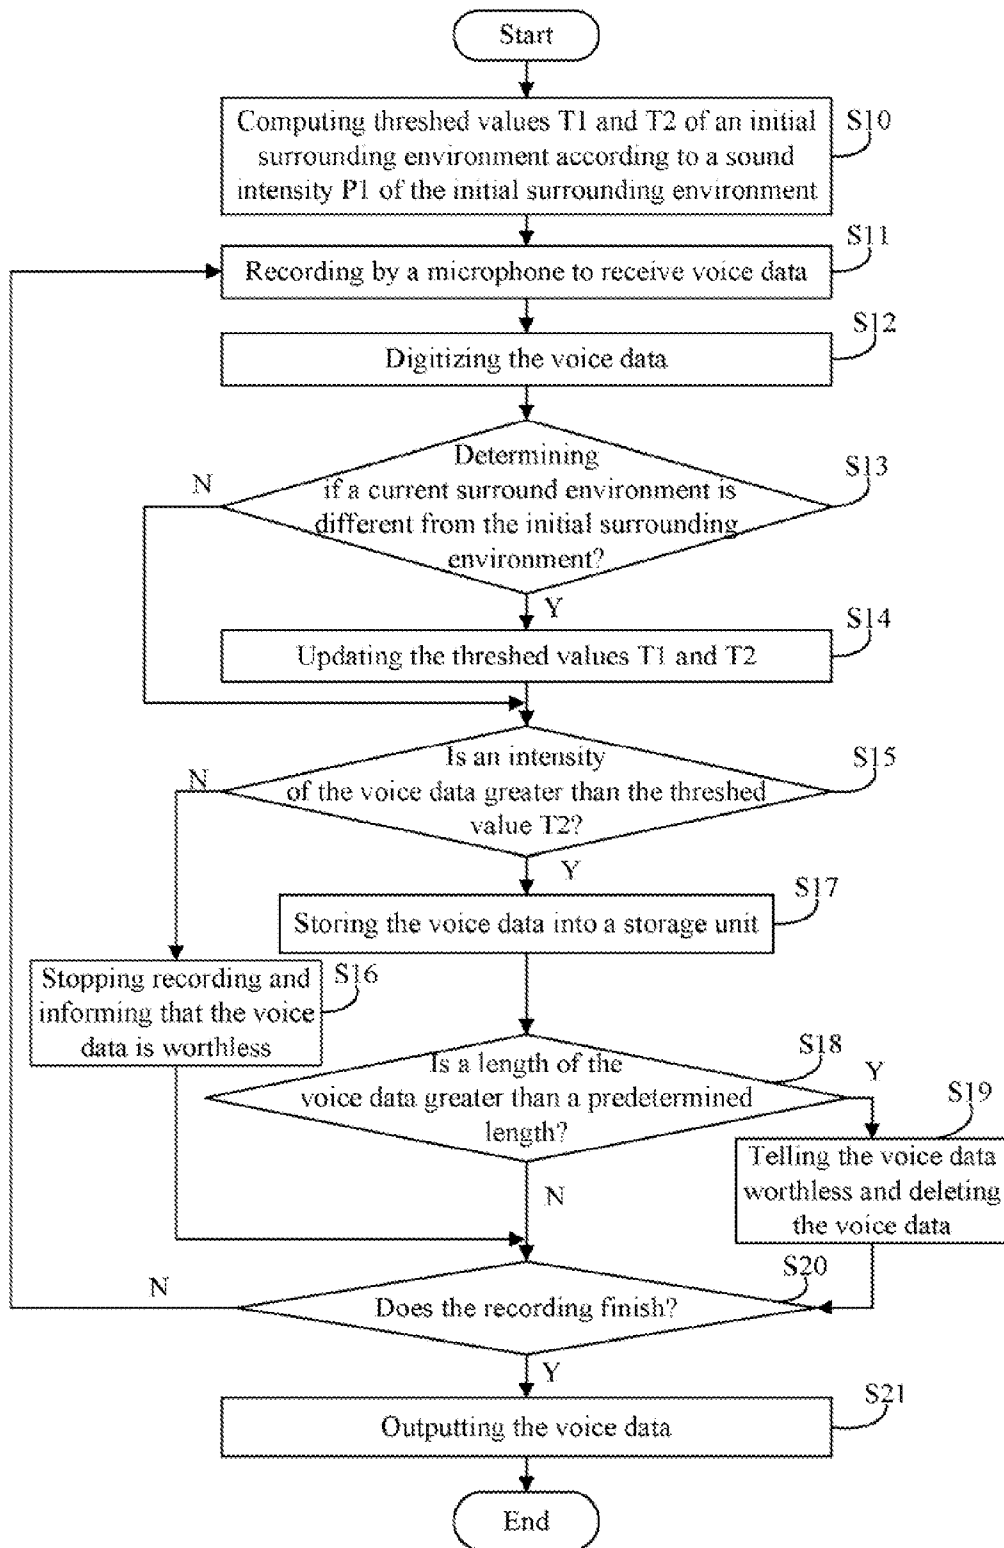 Start
Computing threshed values T1 and T2 of an initial
surrounding environment according to a sound
intensity P1 of the initial surrounding environment
S10
Recording by a microphone to receive voice data
S11
Digitizing the voice data
S12
Determining
if a current surround environment is
different from the initial surrounding
environment?
S13
N
Y
Updating the threshed values T1 and T2
S14
Is an intensity
of the voice data greater than the threshed
value T2?
S15
N
Y
Storing the voice data into a storage unit
S17
Stopping recording and
informing that the voice
data is worthless
S16
Is a length of the
voice data greater than a predetermined
length?
S18
Y
N
Telling the voice data
worthless and deleting
the voice data
S19
Does the recording finish?
S20
N
Y
Outputting the voice data
S21
End